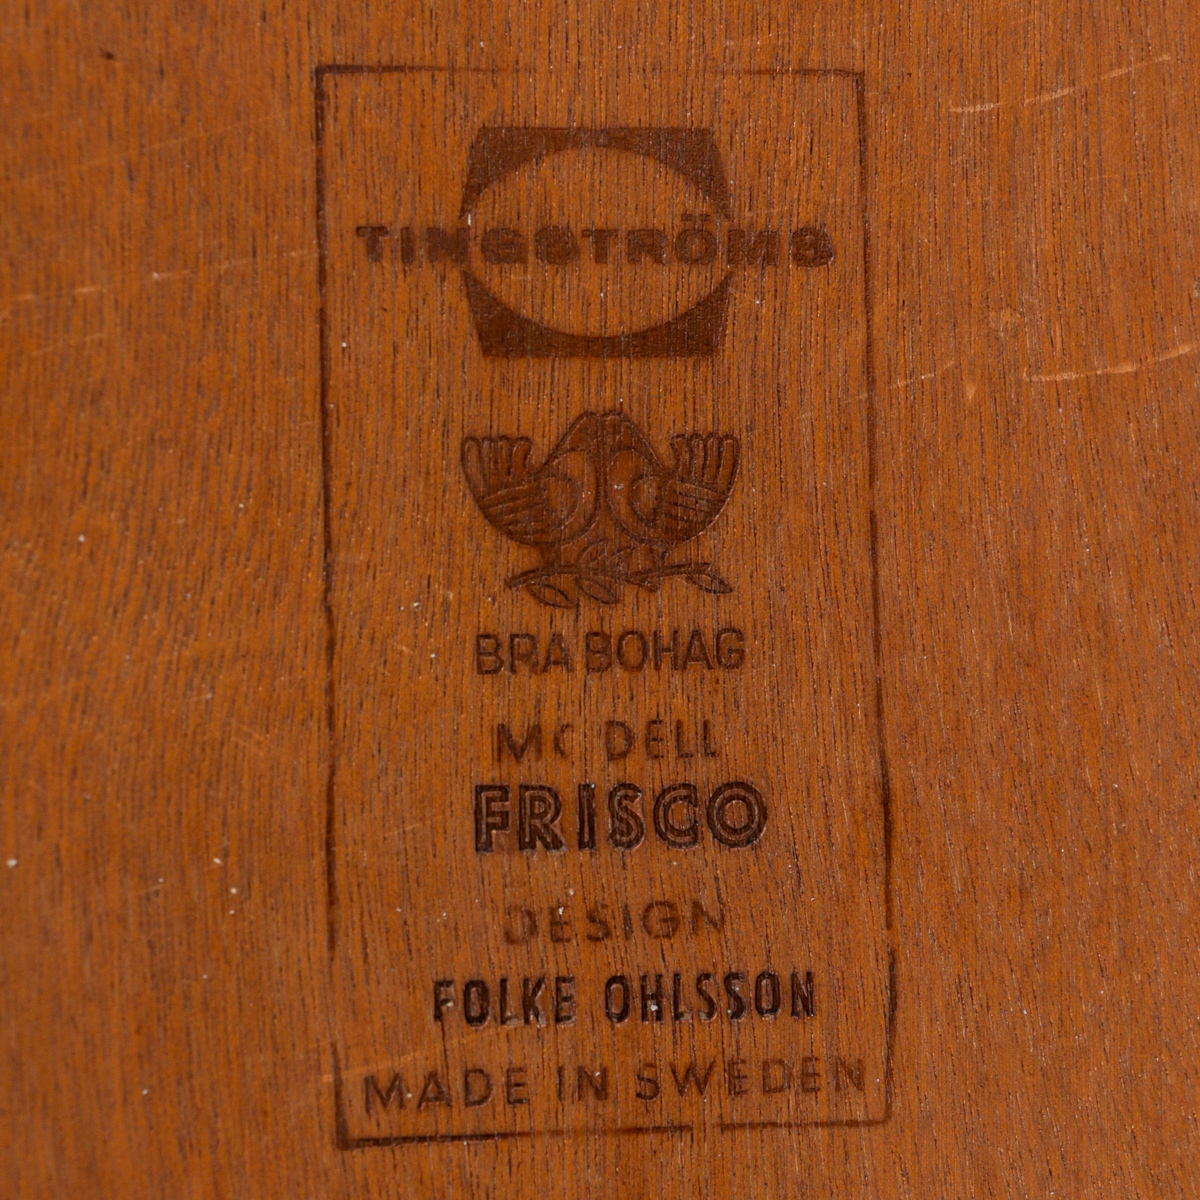 TINGSTRÖMS
BRA BOHAG
MODELL
FRISCO
DESIGN
FOLKE OHLSSON
MADE IN SWEDEN